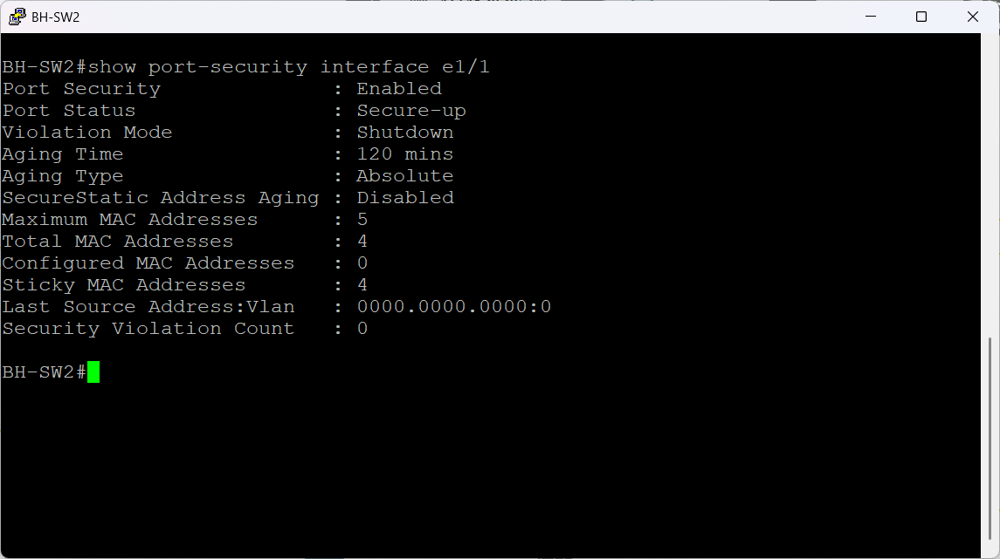 BH-SW2
BH-SW2#show port-security interface e1/1
Port Security              : Enabled
Port Status                : Secure-up
Violation Mode             : Shutdown
Aging Time                 : 120 mins
Aging Type                 : Absolute
SecureStatic Address Aging : Disabled
Maximum MAC Addresses      : 5
Total MAC Addresses        : 4
Configured MAC Addresses   : 0
Sticky MAC Addresses       : 4
Last Source Address:Vlan   : 0000.0000.0000:0
Security Violation Count   : 0
BH-SW2#